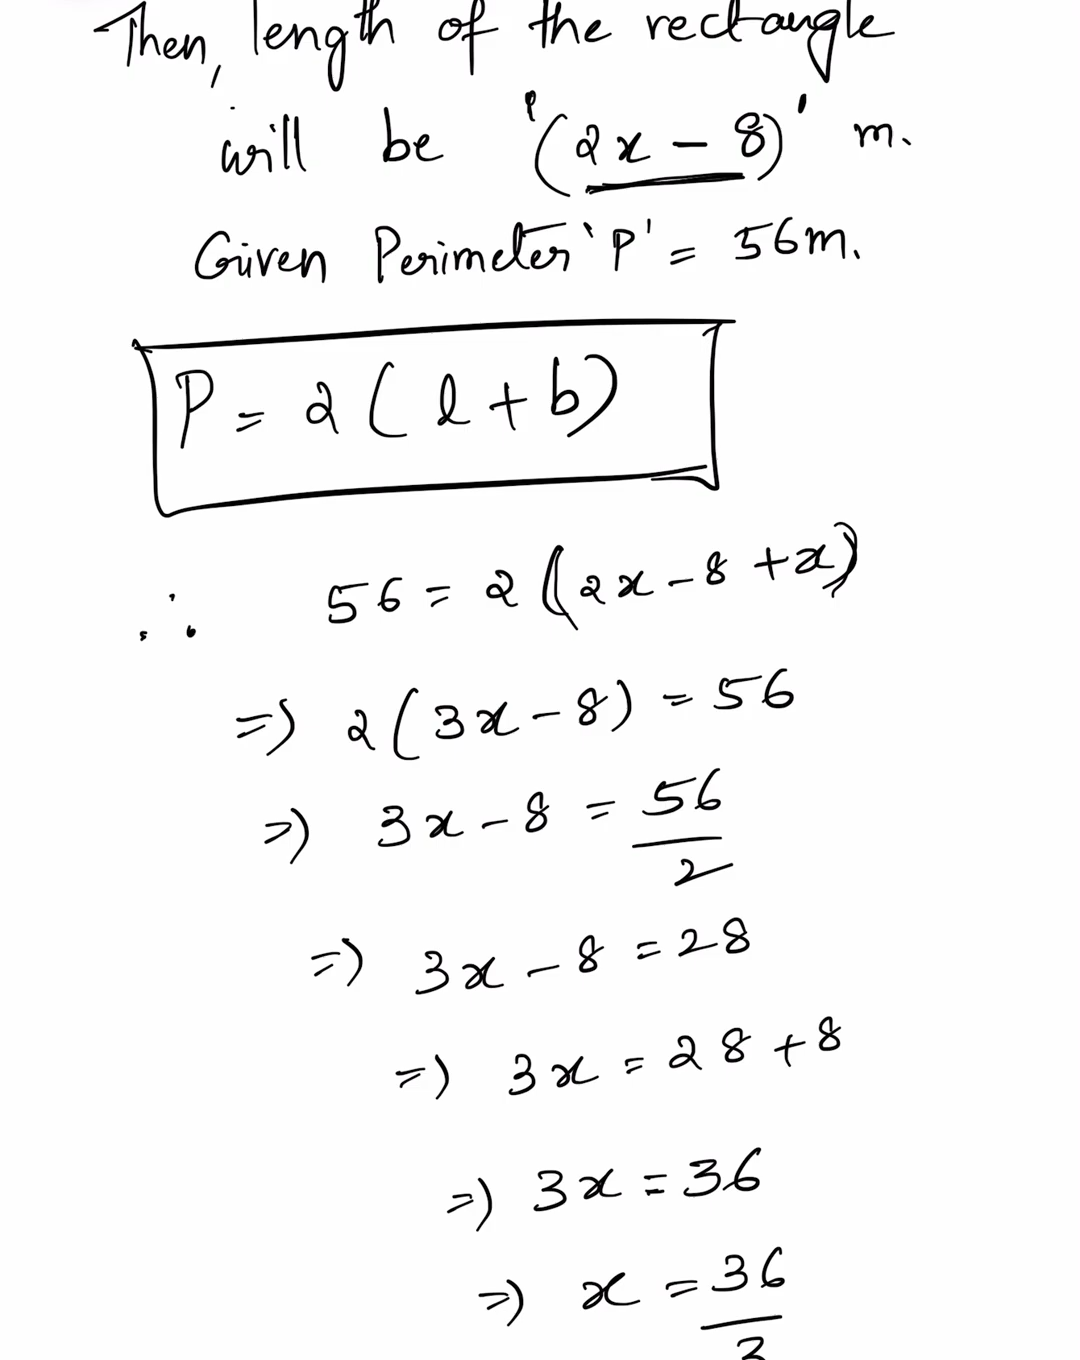 Then, length of the rectangle
will be '(2x - 8)' m.
Given Perimeter 'P' = 56m.
P = 2 ( l + b)
∴ 56 = 2 (2x - 8 + x)
=> 2 ( 3x - 8) = 56
=> 3x - 8 = 56/2
=> 3x - 8 = 28
=> 3x = 28 + 8
=> 3x = 36
=> x = 36/3